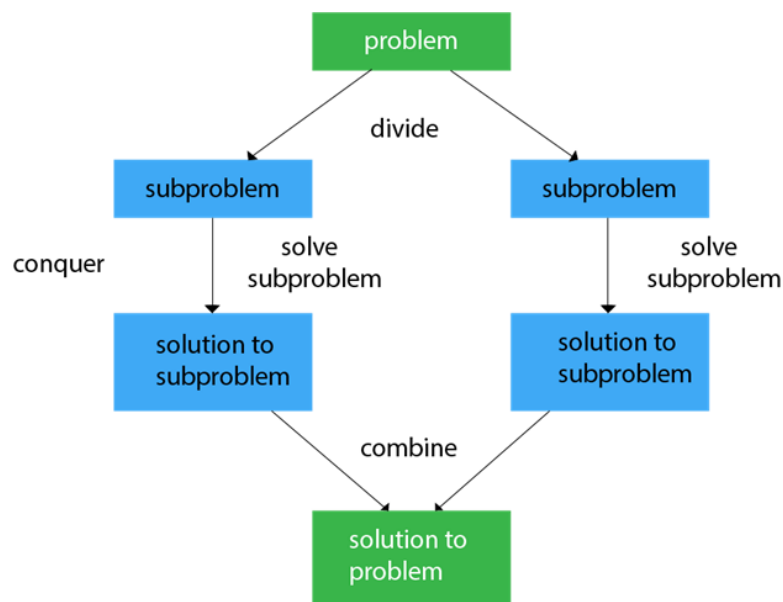 problem
divide
subproblem
subproblem
conquer
solve
subproblem
solve
subproblem
solution to
subproblem
solution to
subproblem
combine
solution to
problem